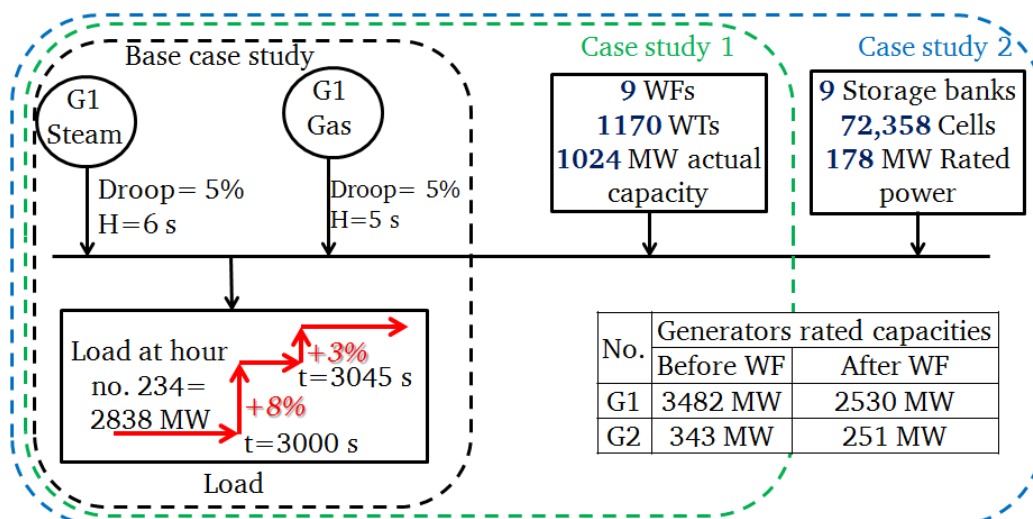 Base case study
Case study 1
Case study 2
G1
Steam
G1
Gas
Droop= 5%
H=6 s
Droop= 5%
H=5 s
9 WFs
1170 WTs
1024 MW actual
capacity
9 Storage banks
72,358 Cells
178 MW Rated
power
Load at hour
no. 234=
2838 MW
+8%
t=3000 s
+3%
t=3045 s
Load
No. Generators rated capacities
Before WF After WF
G1 3482 MW 2530 MW
G2 343 MW 251 MW